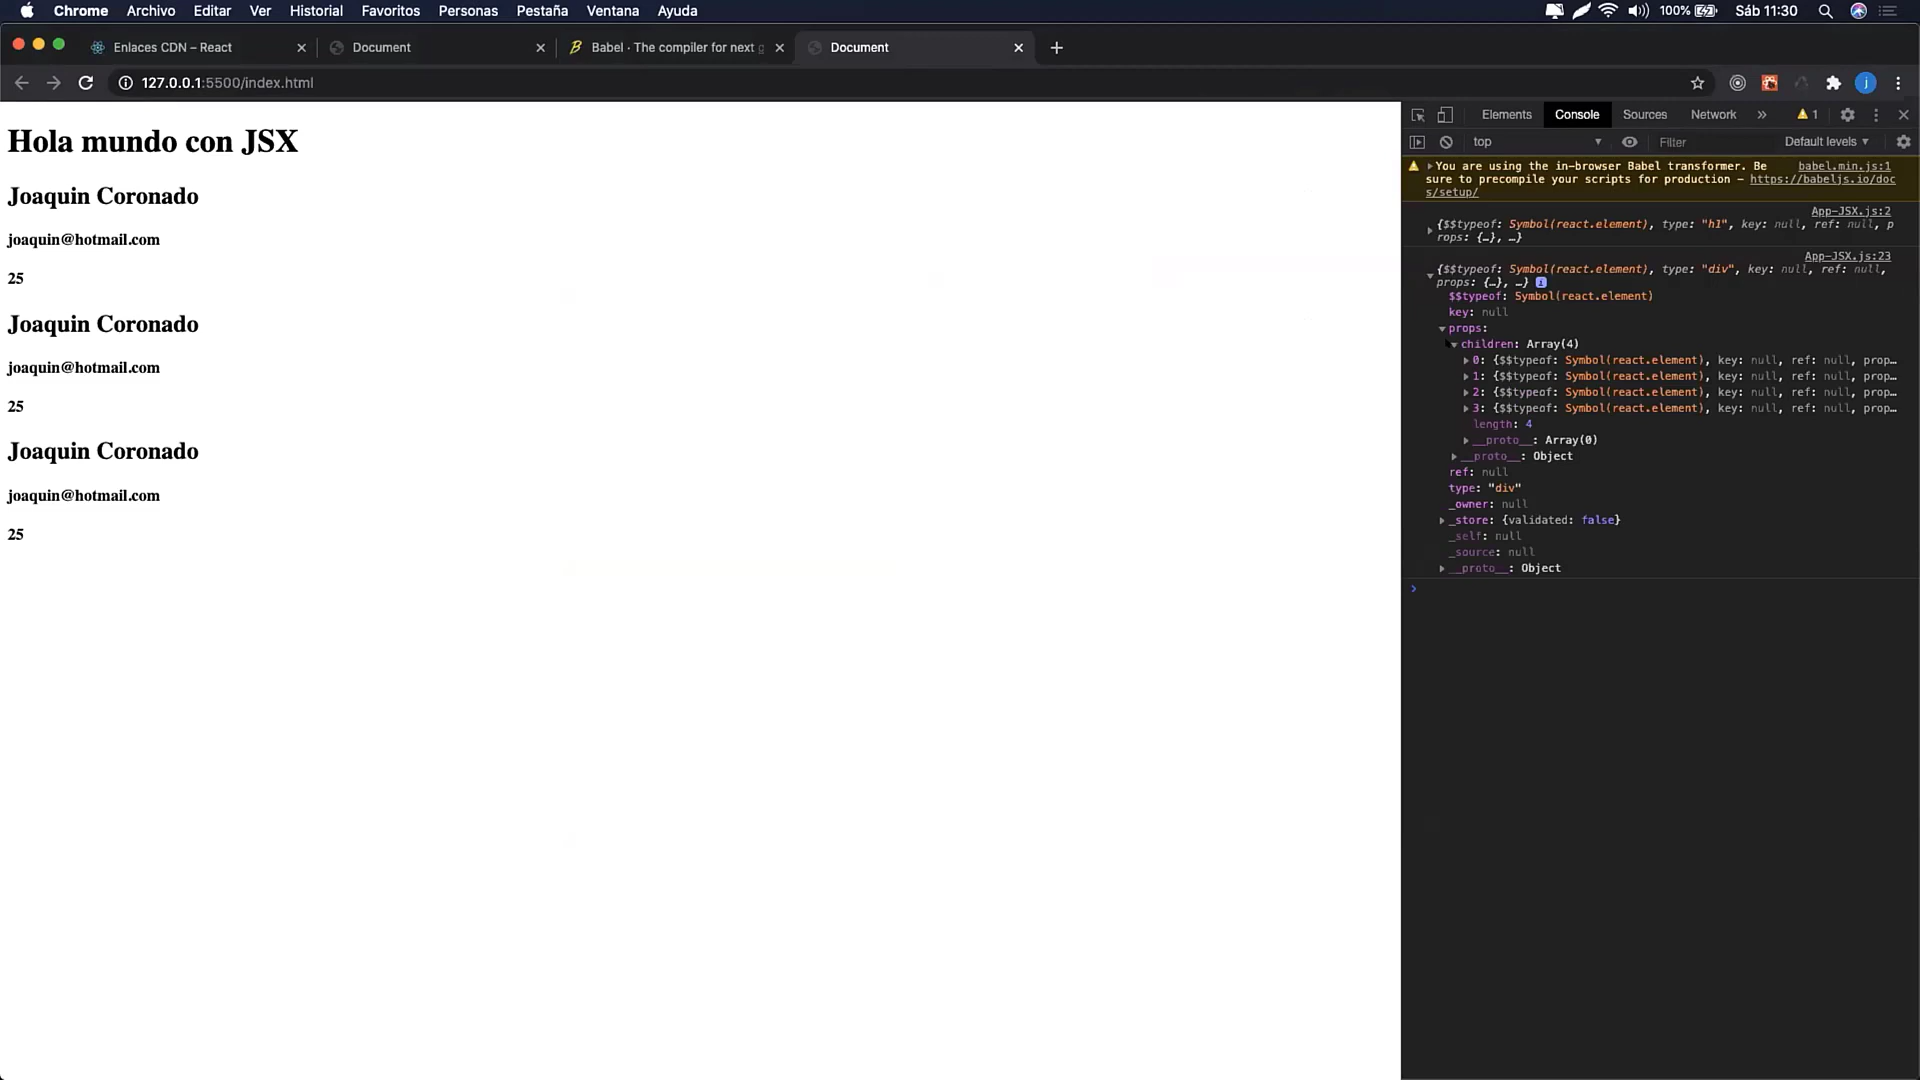 Chrome Archivo Editar Ver Historial Favoritos Personas Pestaña Ventana Ayuda 100% Sáb 11:30
Enlaces CDN – React Document Babel · The compiler for next g Document
127.0.0.1:5500/index.html j
Elements Console Sources Network » 1
top Filter Default levels
Hola mundo con JSX
Joaquin Coronado
joaquin@hotmail.com
25
Joaquin Coronado
joaquin@hotmail.com
25
Joaquin Coronado
joaquin@hotmail.com
25
You are using the in-browser Babel transformer. Be babel.min.js:1
sure to precompile your scripts for production – https://babeljs.io/doc
s/setup/
App-JSX.js:2
{$$typeof: Symbol(react.element), type: "h1", key: null, ref: null, p
rops: {…}, …}
App-JSX.js:23
{$$typeof: Symbol(react.element), type: "div", key: null, ref: null,
props: {…}, …} i
$$typeof: Symbol(react.element)
key: null
props:
children: Array(4)
0: {$$typeof: Symbol(react.element), key: null, ref: null, prop…
1: {$$typeof: Symbol(react.element), key: null, ref: null, prop…
2: {$$typeof: Symbol(react.element), key: null, ref: null, prop…
3: {$$typeof: Symbol(react.element), key: null, ref: null, prop…
length: 4
__proto__: Array(0)
__proto__: Object
ref: null
type: "div"
_owner: null
_store: {validated: false}
_self: null
_source: null
__proto__: Object